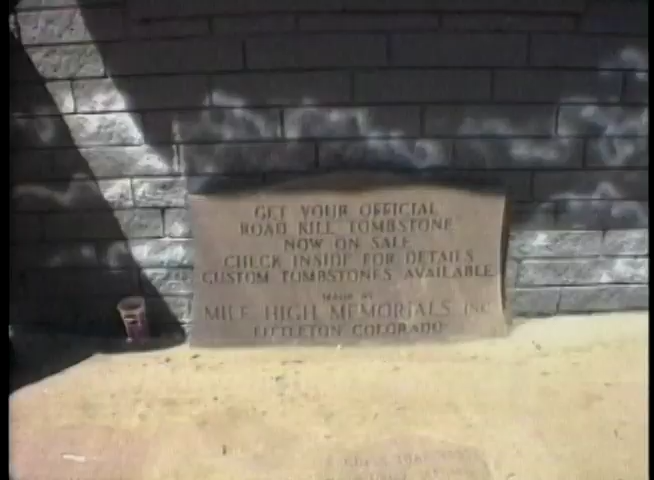 GET YOUR OFFICIAL
ROAD KILL TOMBSTONE
NOW ON SALE
CHECK INSIDE FOR DETAILS
CUSTOM TOMBSTONES AVAILABLE
MADE BY
MILE HIGH MEMORIALS INC
LITTLETON COLORADO